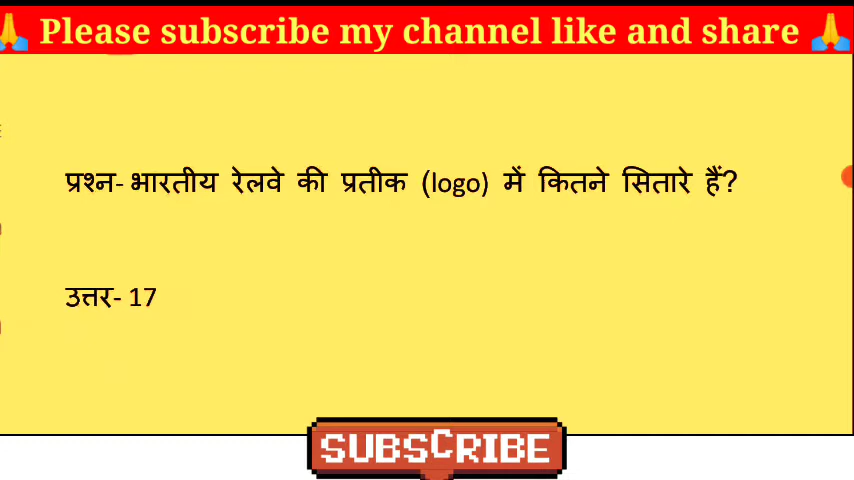 🙏 Please subscribe my channel like and share 🙏
प्रश्न- भारतीय रेलवे की प्रतीक (logo) में कितने सितारे हैं?
उत्तर- 17
SUBSCRIBE